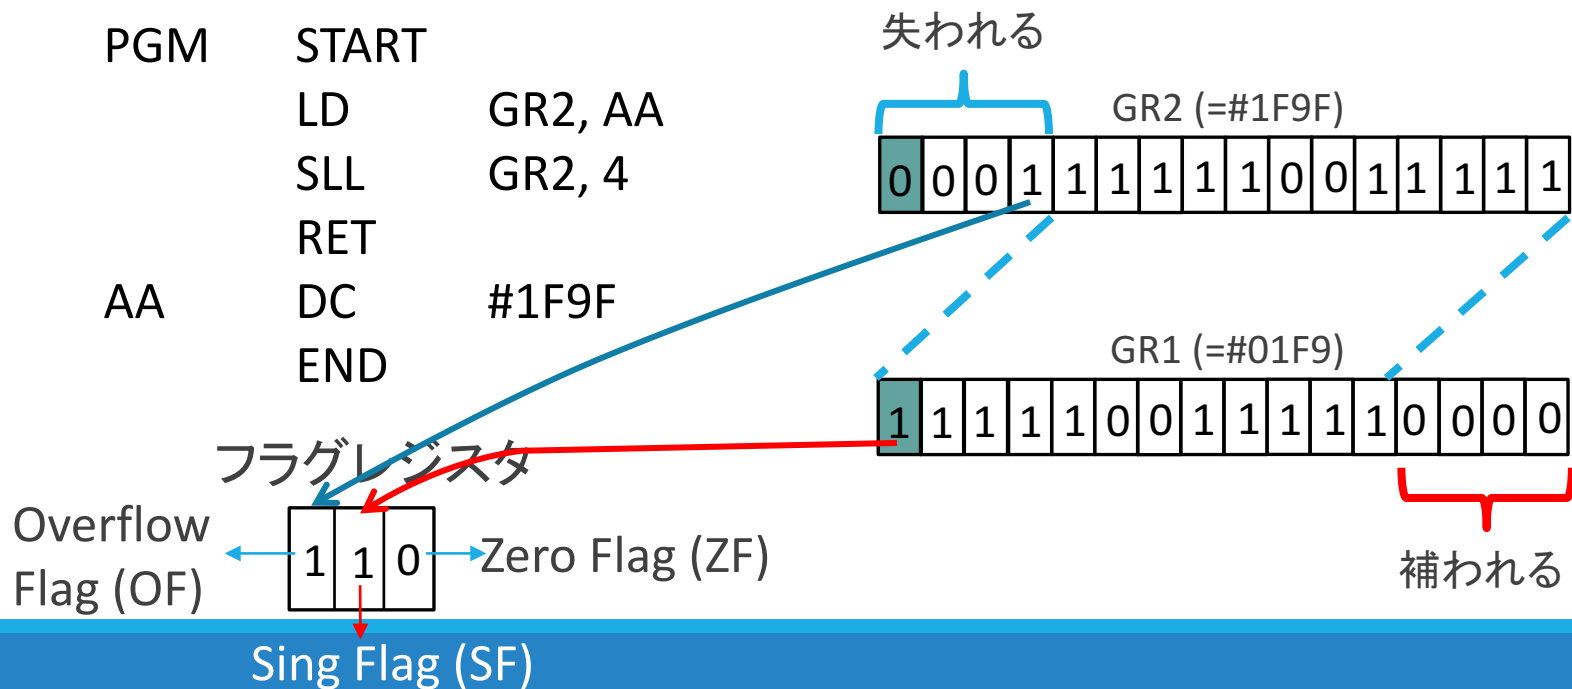 PGM START
LD GR2, AA
SLL GR2, 4
RET
AA DC #1F9F
END
失われる
GR2 (=#1F9F)
0 0 0 1 1 1 1 1 1 0 0 1 1 1 1 1
GR1 (=#01F9)
1 1 1 1 1 0 0 1 1 1 1 1 0 0 0 0
補われる
フラグレジスタ
Overflow
Flag (OF)
1 1 0
Zero Flag (ZF)
Sing Flag (SF)